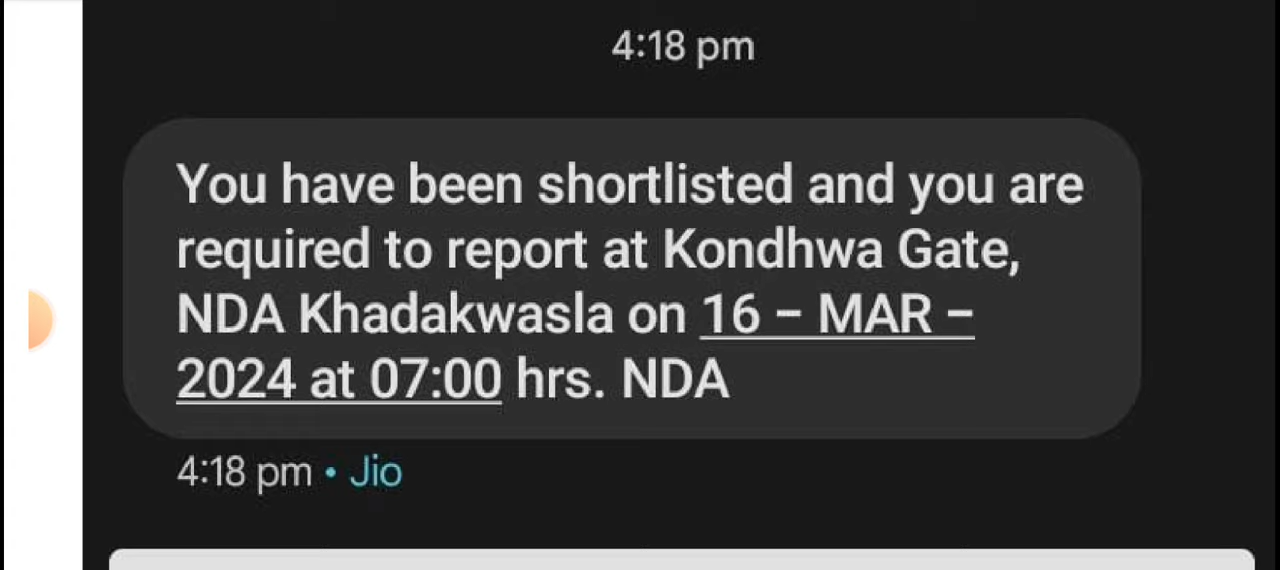 4:18 pm
You have been shortlisted and you are
required to report at Kondhwa Gate,
NDA Khadakwasla on 16 – MAR –
2024 at 07:00 hrs. NDA
4:18 pm • Jio